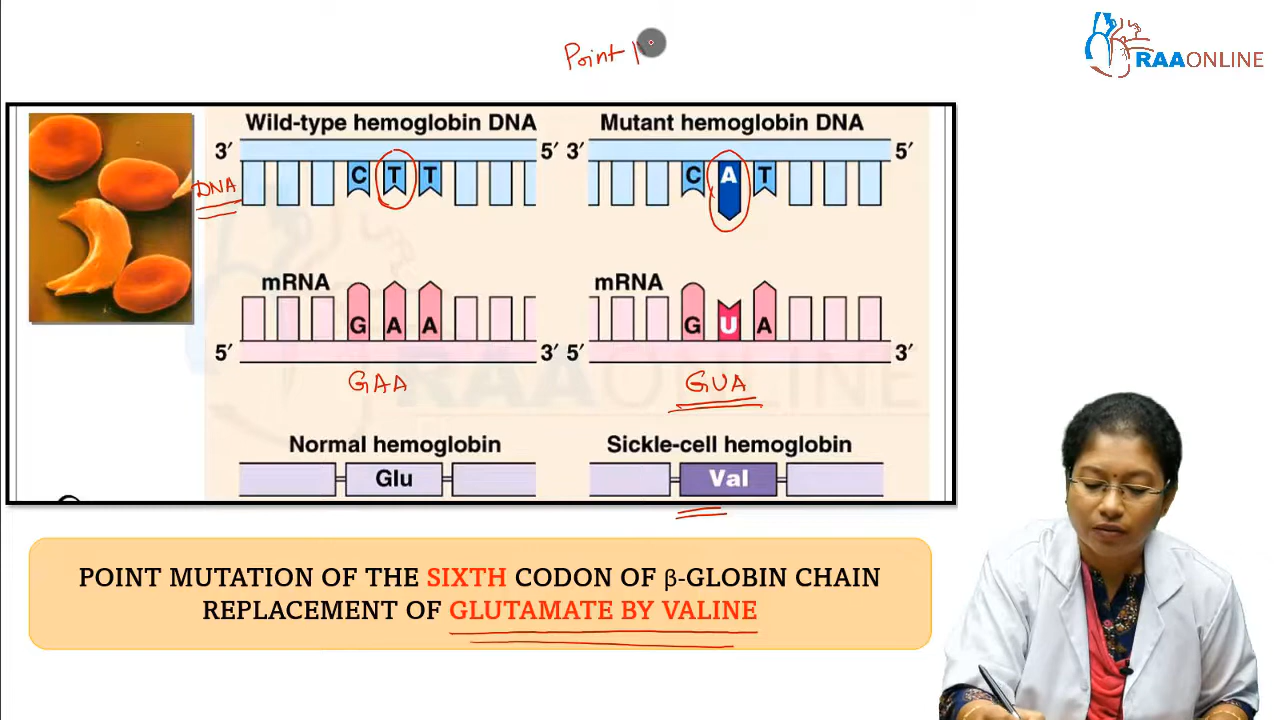 Point
RAAONLINE
Wild-type hemoglobin DNA
Mutant hemoglobin DNA
3′ 5′ 3′ 5′
C T T C A T
DNA
mRNA mRNA
G A A G U A
5′ 3′ 5′ 3′
GAA GUA
Normal hemoglobin
Sickle-cell hemoglobin
Glu Val
POINT MUTATION OF THE SIXTH CODON OF β-GLOBIN CHAIN
REPLACEMENT OF GLUTAMATE BY VALINE